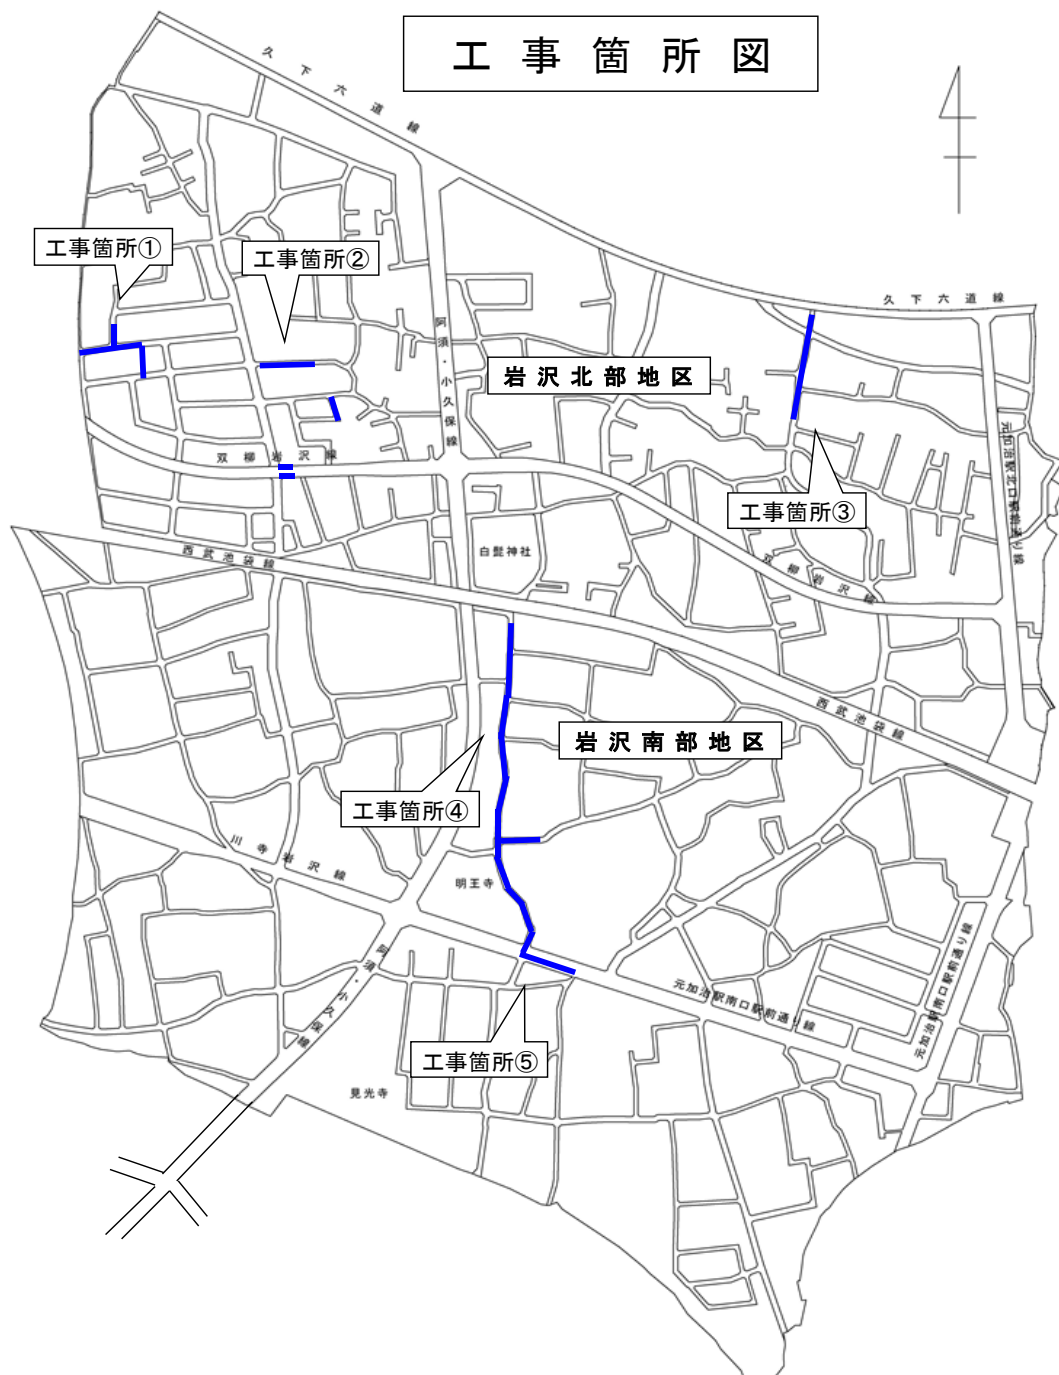 工事箇所図
久下六道線
工事箇所①
工事箇所②
久下六道線
阿須・小久保線
岩沢北部地区
元加治駅北口駅前通り線
双柳岩沢線
工事箇所③
白髭神社
西武池袋線
双柳岩沢線
西武池袋線
岩沢南部地区
工事箇所④
川寺岩沢線
明王寺
阿須・小久保線
元加治駅南口駅前通り線
元加治駅南口駅前通り線
工事箇所⑤
見光寺